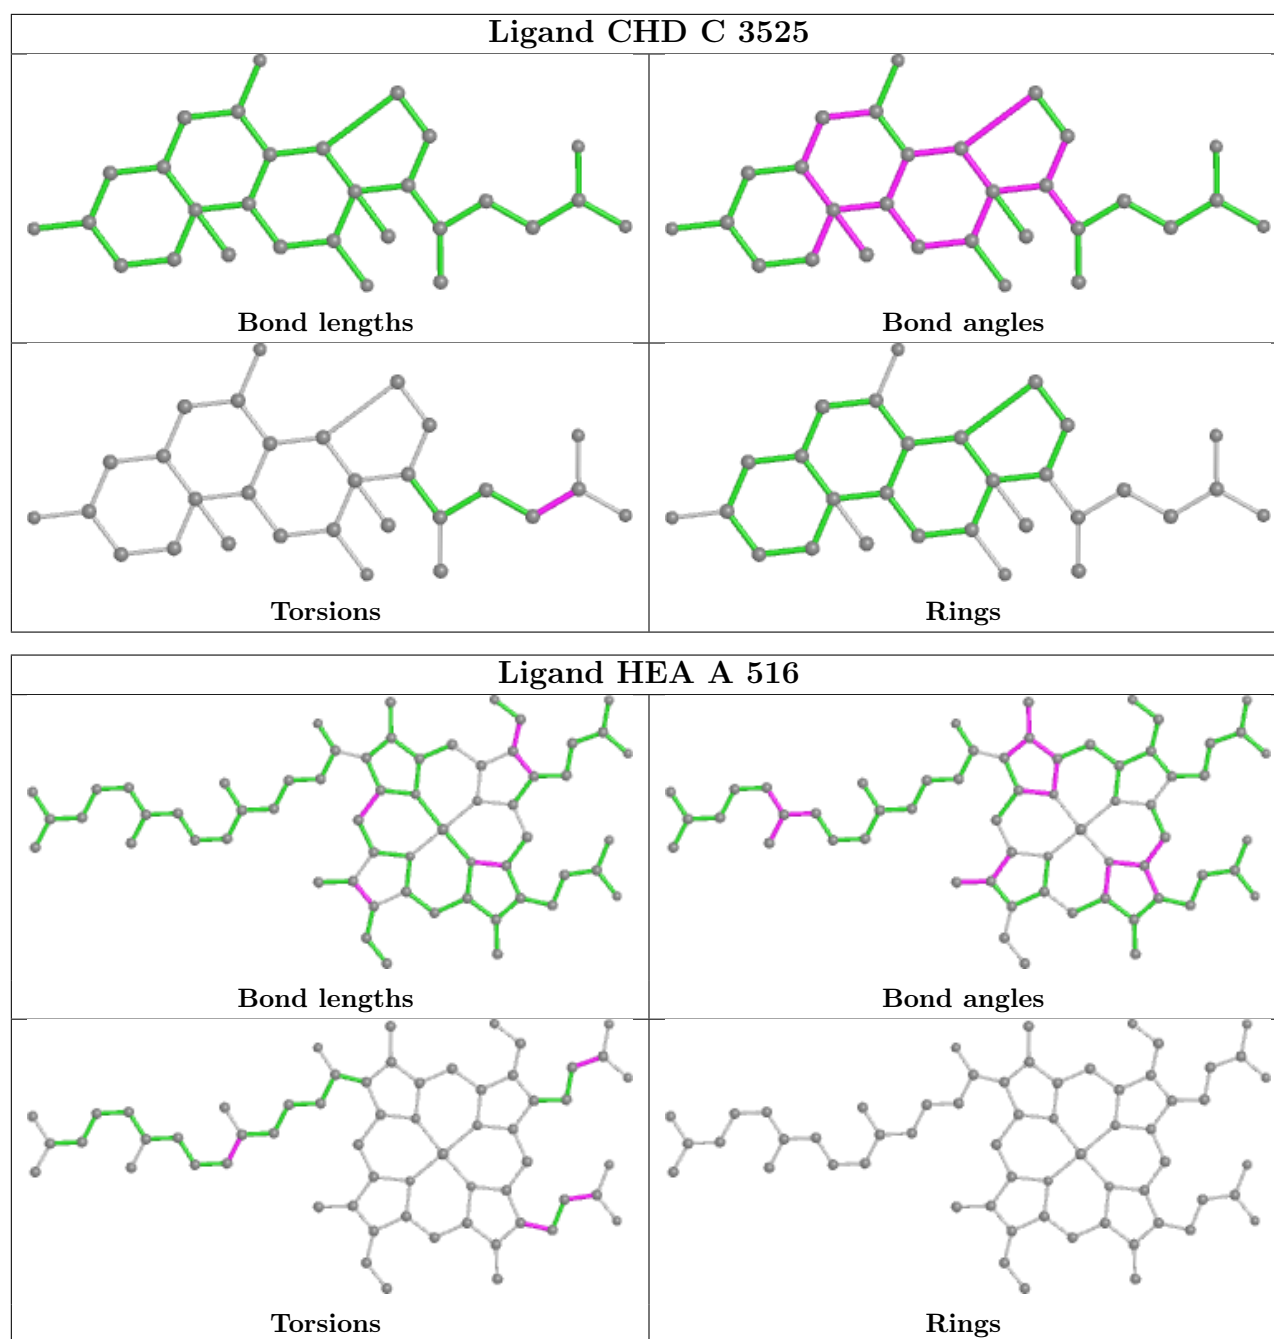 Ligand CHD C 3525
Bond lengths
Bond angles
Torsions
Rings
Ligand HEA A 516
Bond lengths
Bond angles
Torsions
Rings